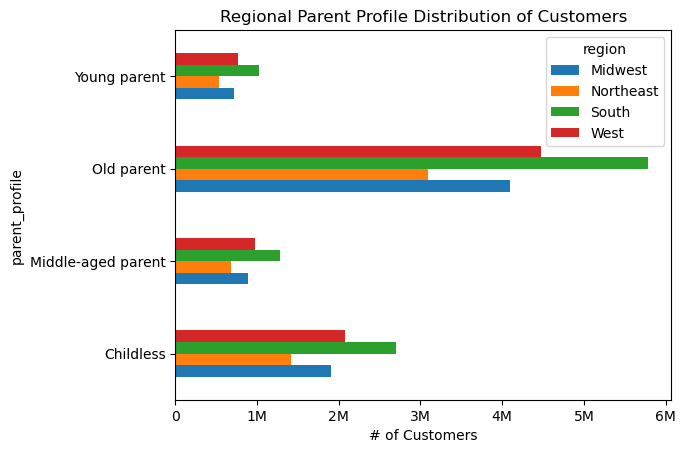 Regional Parent Profile Distribution of Customers
region
Midwest
Northeast
South
West
Young parent
Old parent
Middle-aged parent
Childless
parent_profile
0 1M 2M 3M 4M 5M 6M
# of Customers